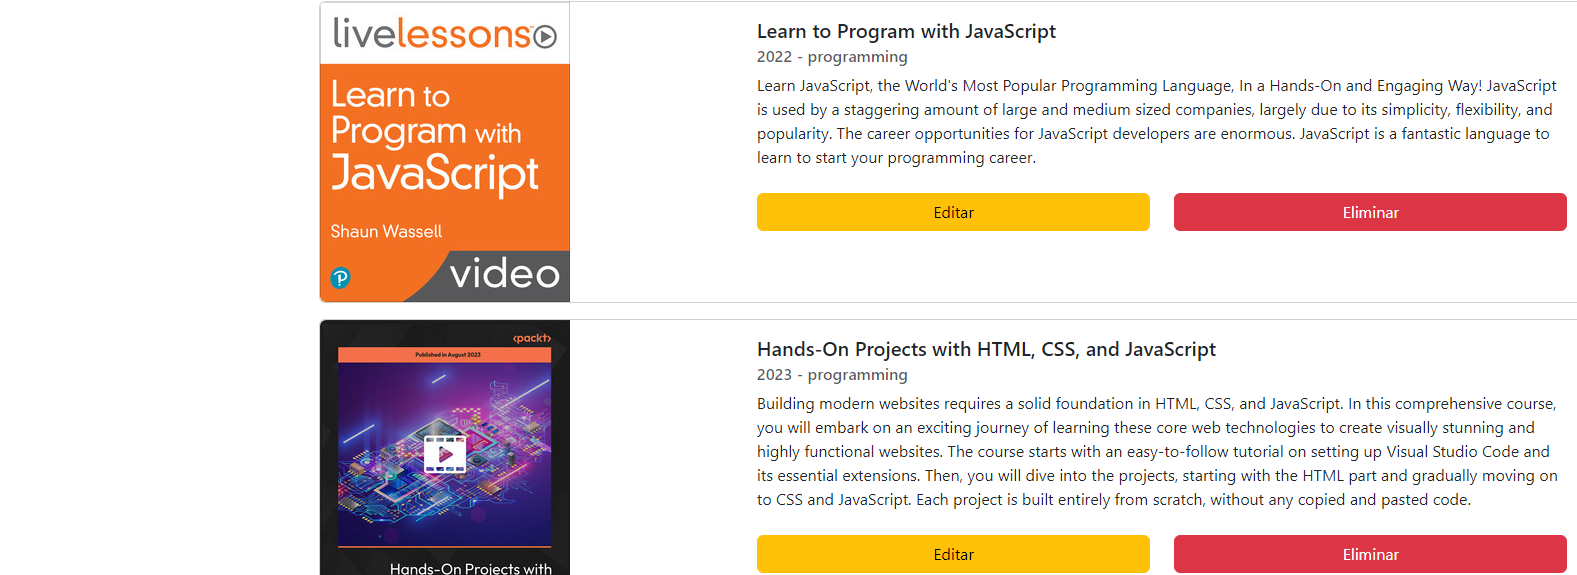 livelessons
Learn to
Program with
JavaScript
Shaun Wassell
P
video
Learn to Program with JavaScript
2022 - programming
Learn JavaScript, the World's Most Popular Programming Language, In a Hands-On and Engaging Way! JavaScript
is used by a staggering amount of large and medium sized companies, largely due to its simplicity, flexibility, and
popularity. The career opportunities for JavaScript developers are enormous. JavaScript is a fantastic language to
learn to start your programming career.
Editar
Eliminar
<packt>
Published in August 2023
Hands-On Projects with
Hands-On Projects with HTML, CSS, and JavaScript
2023 - programming
Building modern websites requires a solid foundation in HTML, CSS, and JavaScript. In this comprehensive course,
you will embark on an exciting journey of learning these core web technologies to create visually stunning and
highly functional websites. The course starts with an easy-to-follow tutorial on setting up Visual Studio Code and
its essential extensions. Then, you will dive into the projects, starting with the HTML part and gradually moving on
to CSS and JavaScript. Each project is built entirely from scratch, without any copied and pasted code.
Editar
Eliminar